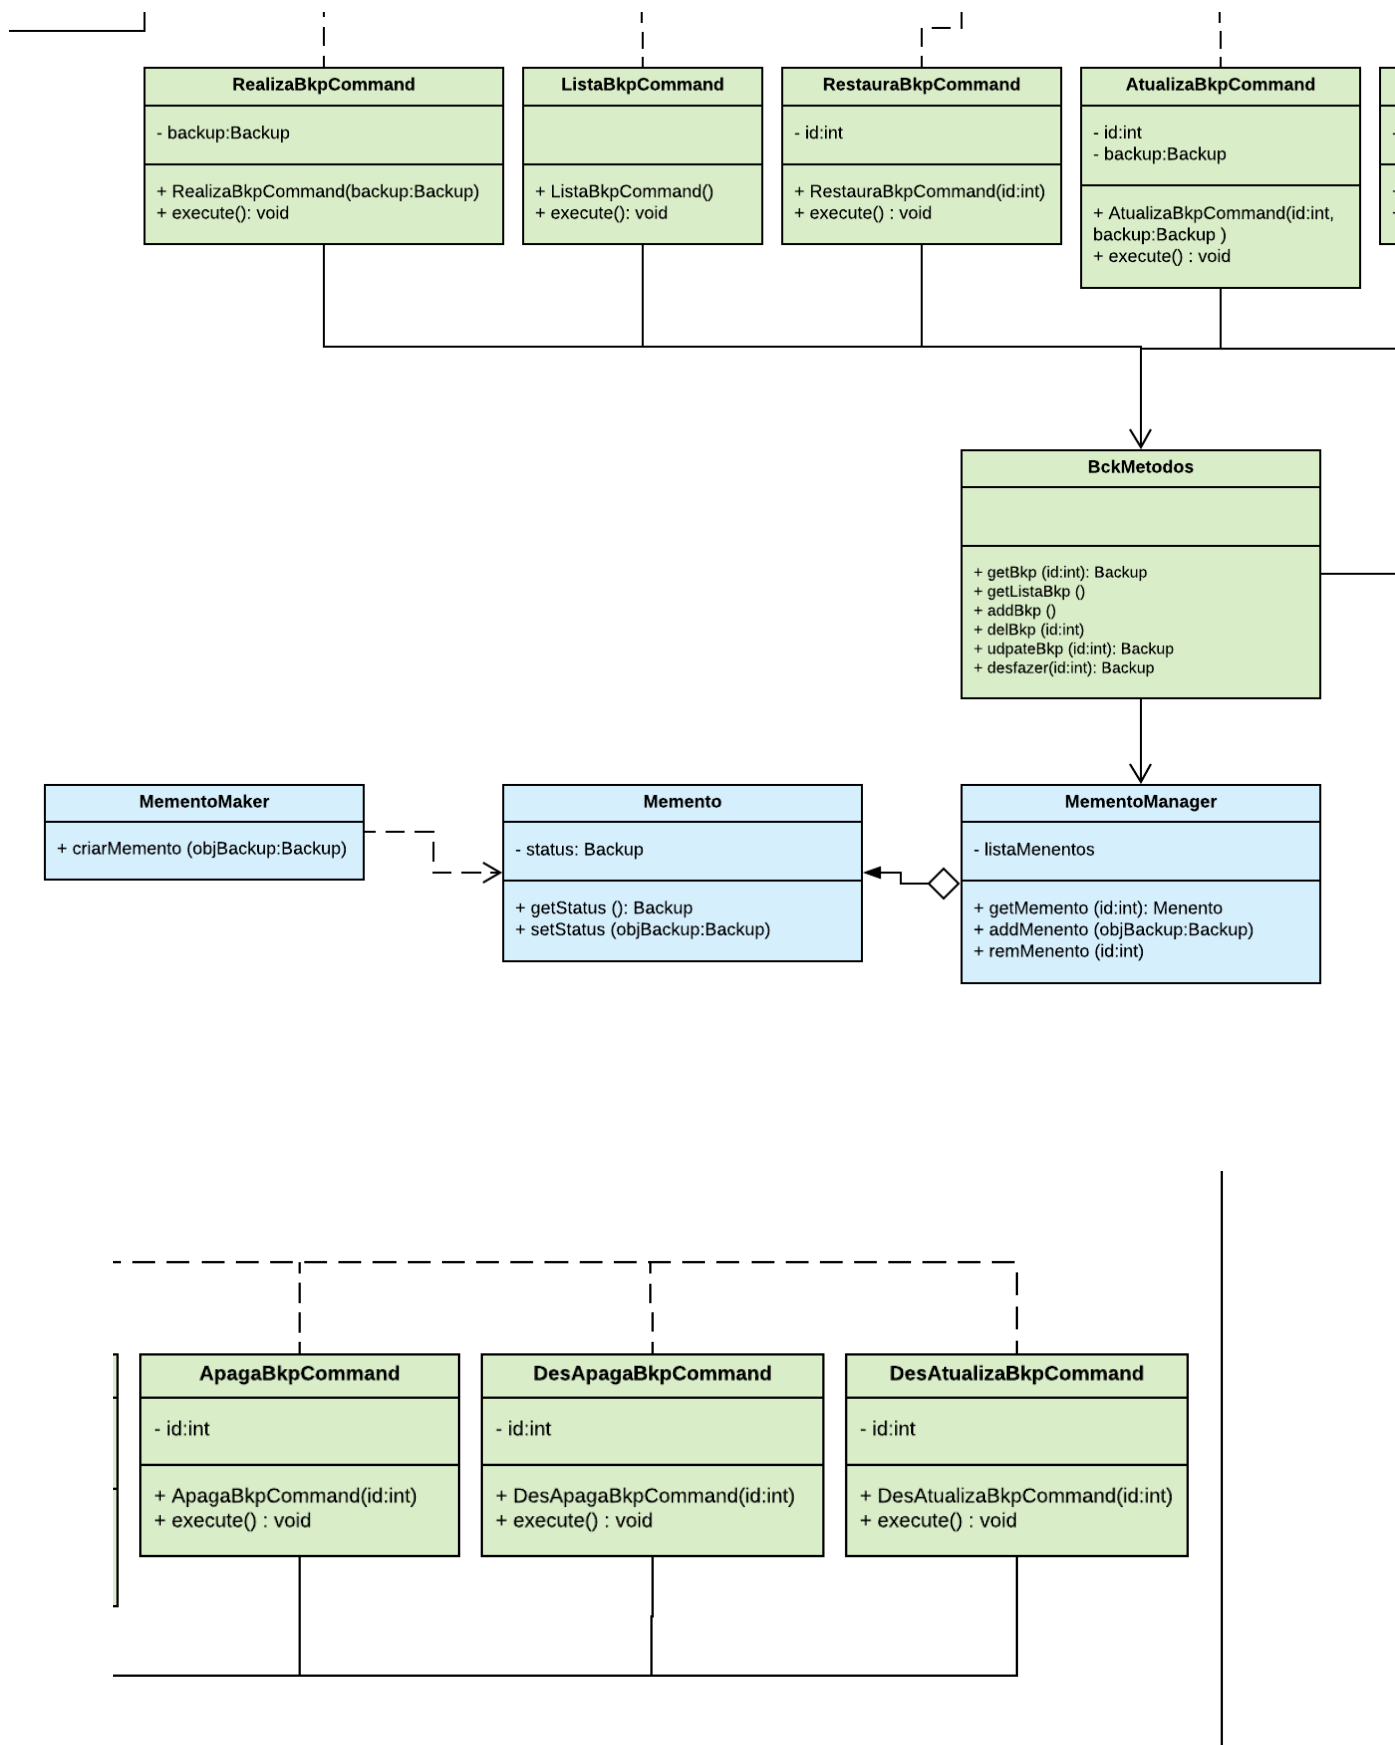 RealizaBkpCommand
- backup:Backup
+ RealizaBkpCommand(backup:Backup)
+ execute(): void
ListaBkpCommand
+ ListaBkpCommand()
+ execute(): void
RestauraBkpCommand
- id:int
+ RestauraBkpCommand(id:int)
+ execute() : void
AtualizaBkpCommand
- id:int
- backup:Backup
+ AtualizaBkpCommand(id:int,
backup:Backup )
+ execute() : void
BckMetodos
+ getBkp (id:int): Backup
+ getListaBkp ()
+ addBkp ()
+ delBkp (id:int)
+ udpateBkp (id:int): Backup
+ desfazer(id:int): Backup
MementoMaker
+ criarMemento (objBackup:Backup)
Memento
- status: Backup
+ getStatus (): Backup
+ setStatus (objBackup:Backup)
MementoManager
- listaMenentos
+ getMemento (id:int): Menento
+ addMenento (objBackup:Backup)
+ remMenento (id:int)
ApagaBkpCommand
- id:int
+ ApagaBkpCommand(id:int)
+ execute() : void
DesApagaBkpCommand
- id:int
+ DesApagaBkpCommand(id:int)
+ execute() : void
DesAtualizaBkpCommand
- id:int
+ DesAtualizaBkpCommand(id:int)
+ execute() : void